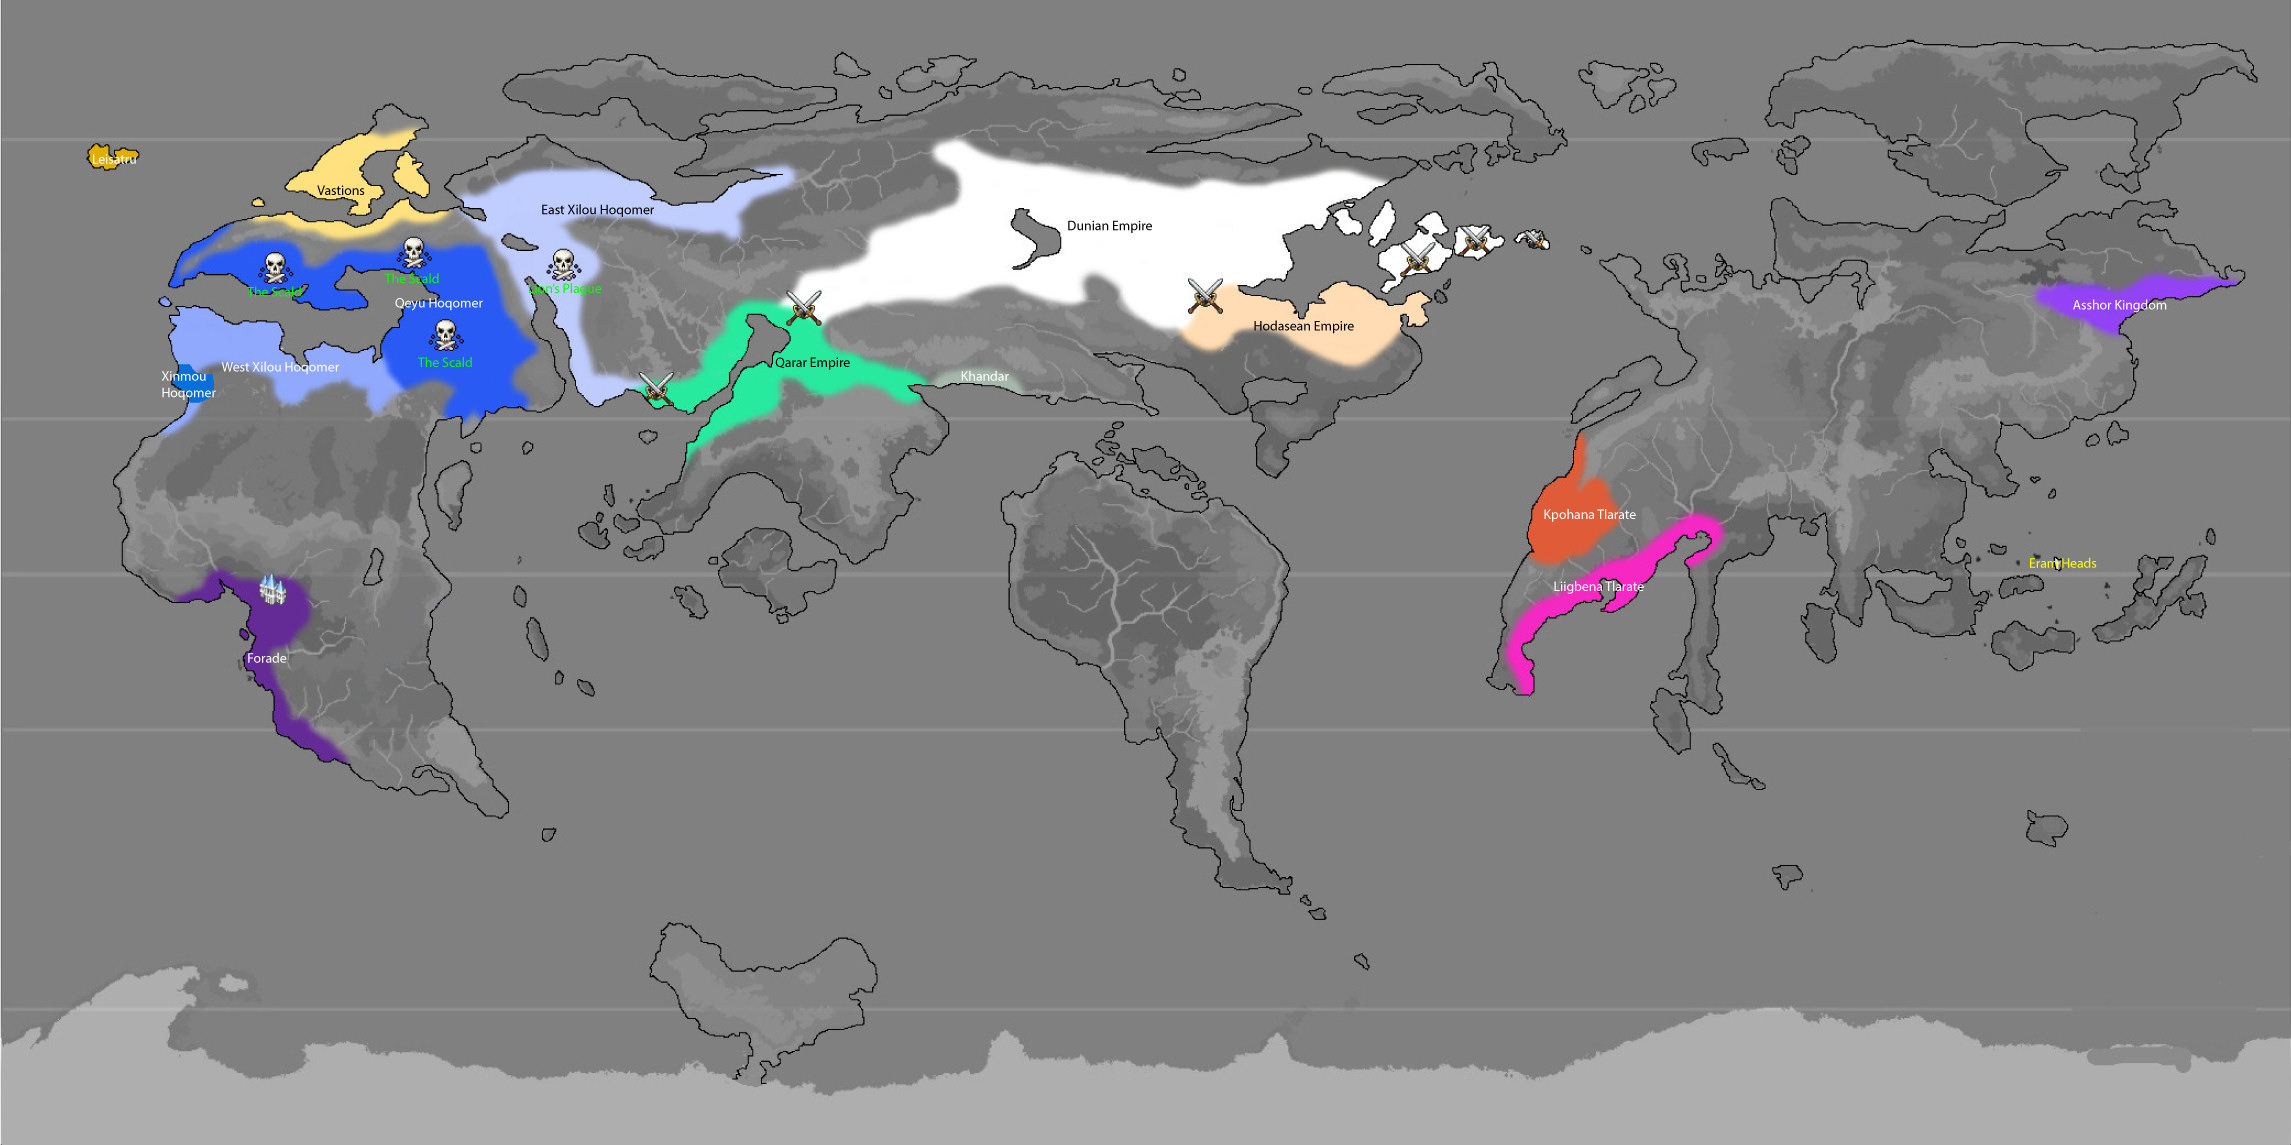 Leisatru
Vastions
East Xilou Hoqomer
Dunian Empire
The Scald
The Scald
Lion's Plague
Qeyu Hoqomer
Asshor Kingdom
Hodasean Empire
West Xilou Hoqomer
The Scald
Qarar Empire
Khandar
Xinmou
Hoqomer
Kpohana Tlarate
Liigbena Tlarate
Eram Heads
Forade